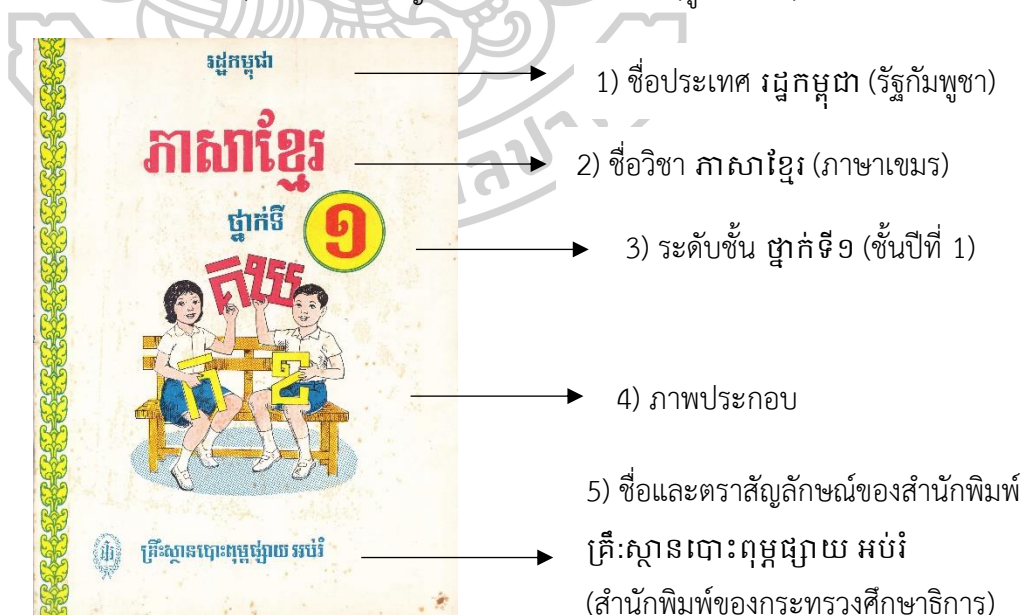 រដ្ឋកម្ពុជា
ភាសាខ្មែរ
ថ្នាក់ទី ១
គ ឃ
ក ខ
គ្រឹះស្ថានបោះពុម្ពផ្សាយ អប់រំ
1) ชื่อประเทศ រដ្ឋកម្ពុជា (รัฐกัมพูชา)
2) ชื่อวิชา ភាសាខ្មែរ (ภาษาเขมร)
3) ระดับชั้น ថ្នាក់ទី១ (ชั้นปีที่ 1)
4) ภาพประกอบ
5) ชื่อและตราสัญลักษณ์ของสำนักพิมพ์
គ្រឹះស្ថានបោះពុម្ពផ្សាយ អប់រំ
(สำนักพิมพ์ของกระทรวงศึกษาธิการ)